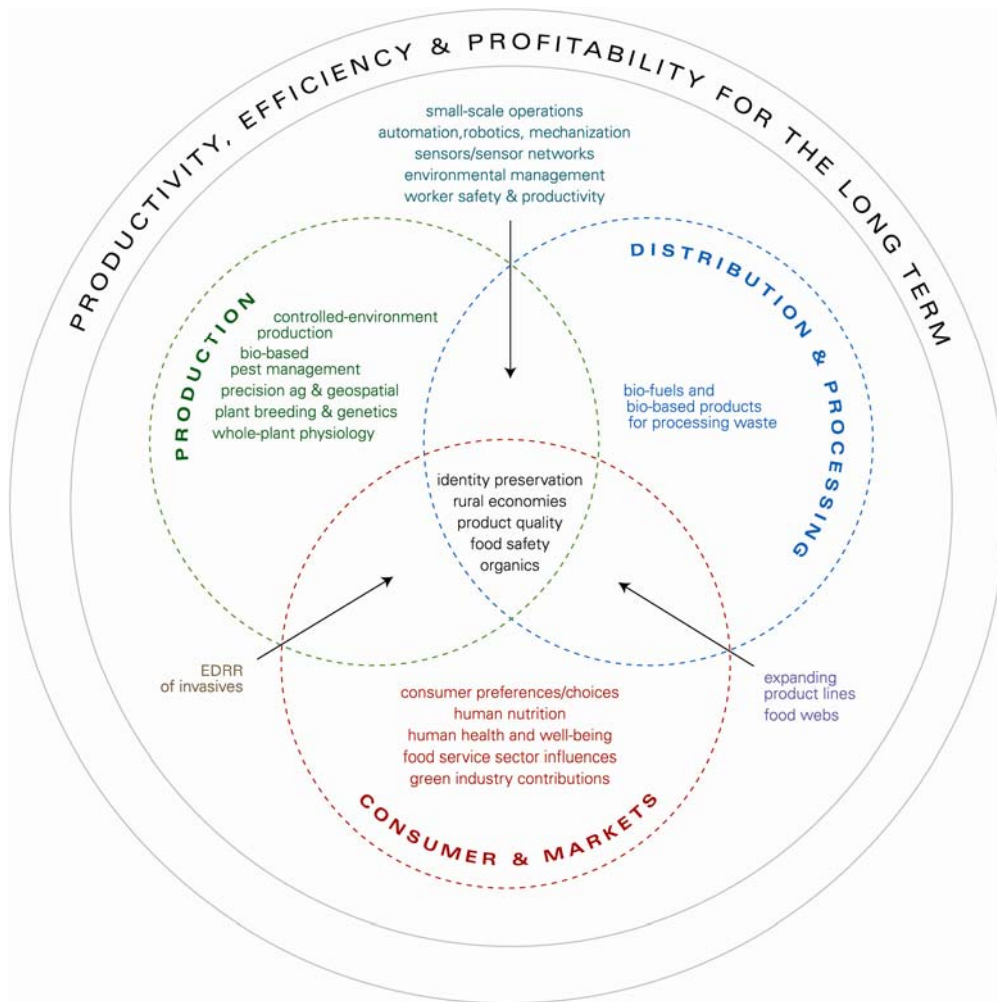 PRODUCTIVITY, EFFICIENCY & PROFITABILITY FOR THE LONG TERM
small-scale operations
automation,robotics, mechanization
sensors/sensor networks
environmental management
worker safety & productivity
PRODUCTION
controlled-environment
production
bio-based
pest management
precision ag & geospatial
plant breeding & genetics
whole-plant physiology
DISTRIBUTION & PROCESSING
bio-fuels and
bio-based products
for processing waste
identity preservation
rural economies
product quality
food safety
organics
EDRR
of invasives
expanding
product lines
food webs
consumer preferences/choices
human nutrition
human health and well-being
food service sector influences
green industry contributions
CONSUMER & MARKETS